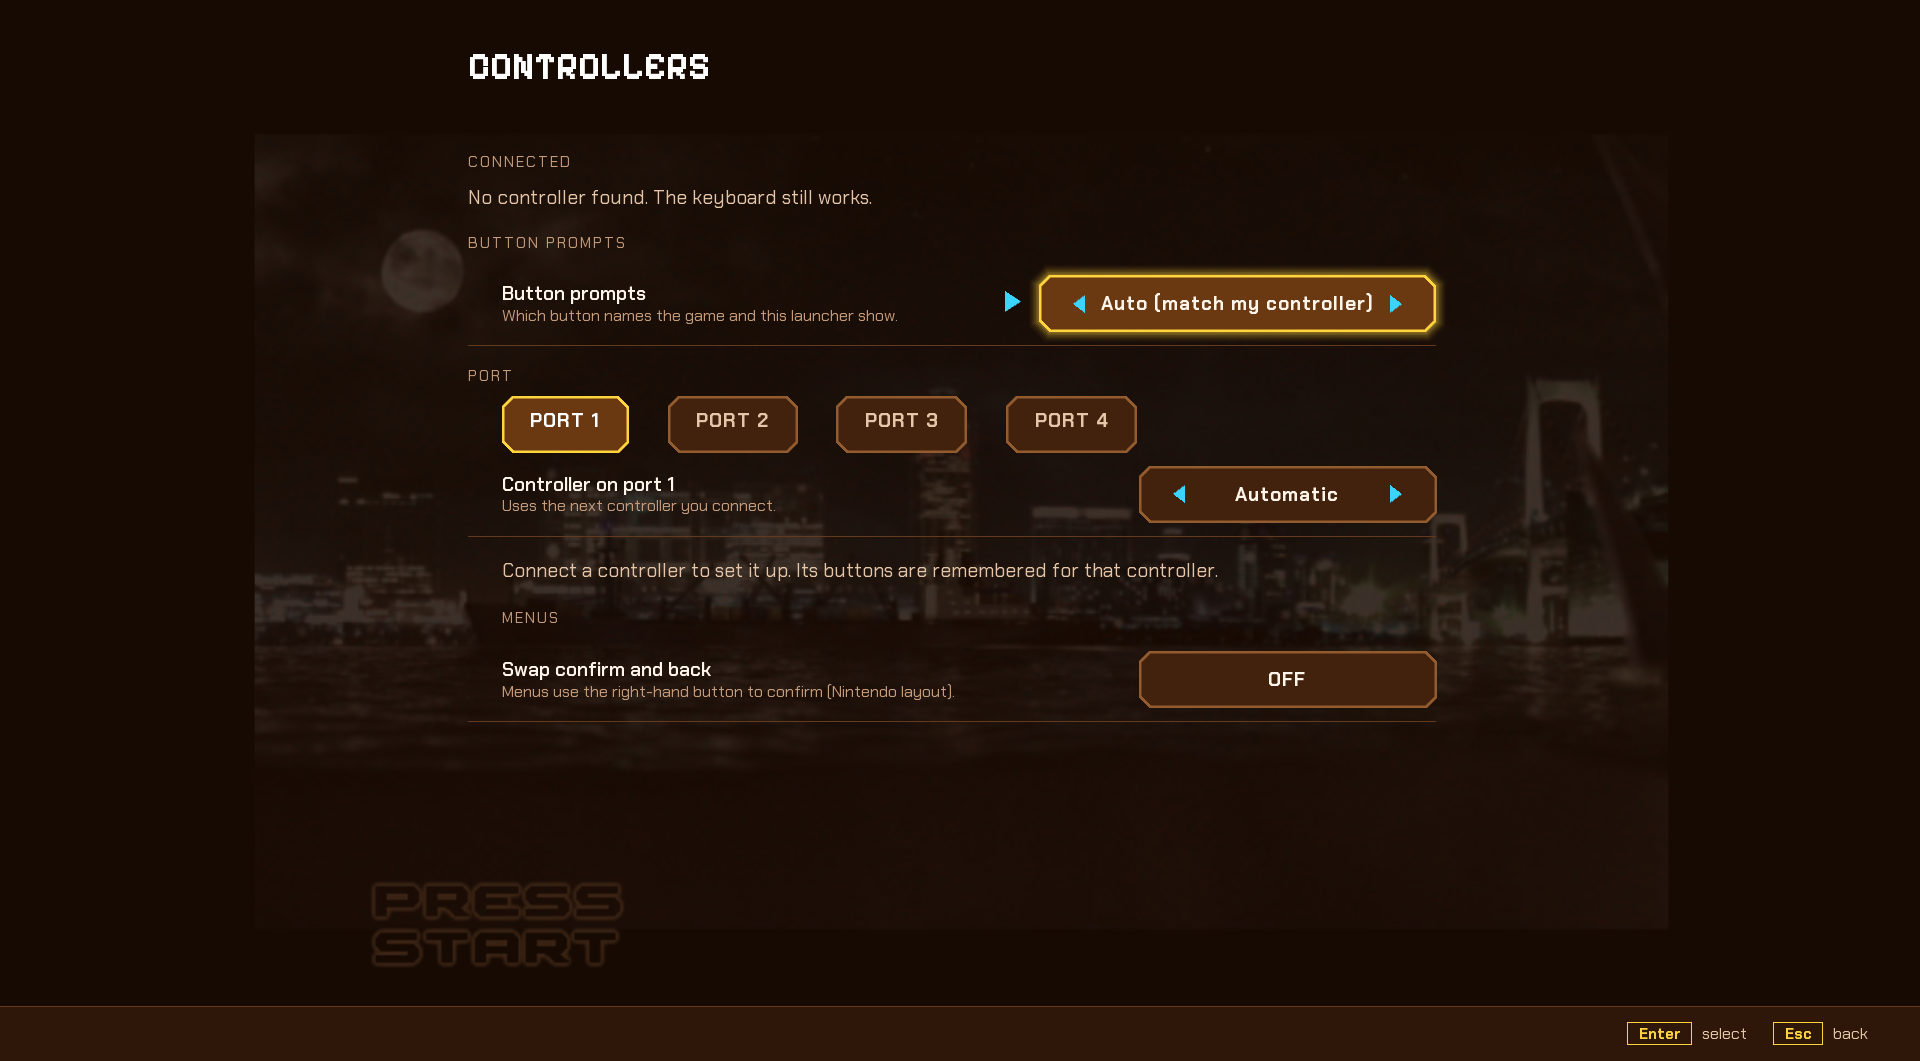 CONTROLLERS
CONNECTED
No controller found. The keyboard still works.
BUTTON PROMPTS
Button prompts
Which button names the game and this launcher show.
Auto (match my controller)
PORT
PORT 1
PORT 2
PORT 3
PORT 4
Controller on port 1
Uses the next controller you connect.
Automatic
Connect a controller to set it up. Its buttons are remembered for that controller.
MENUS
Swap confirm and back
Menus use the right-hand button to confirm (Nintendo layout).
OFF
PRESS
START
Enter select Esc back